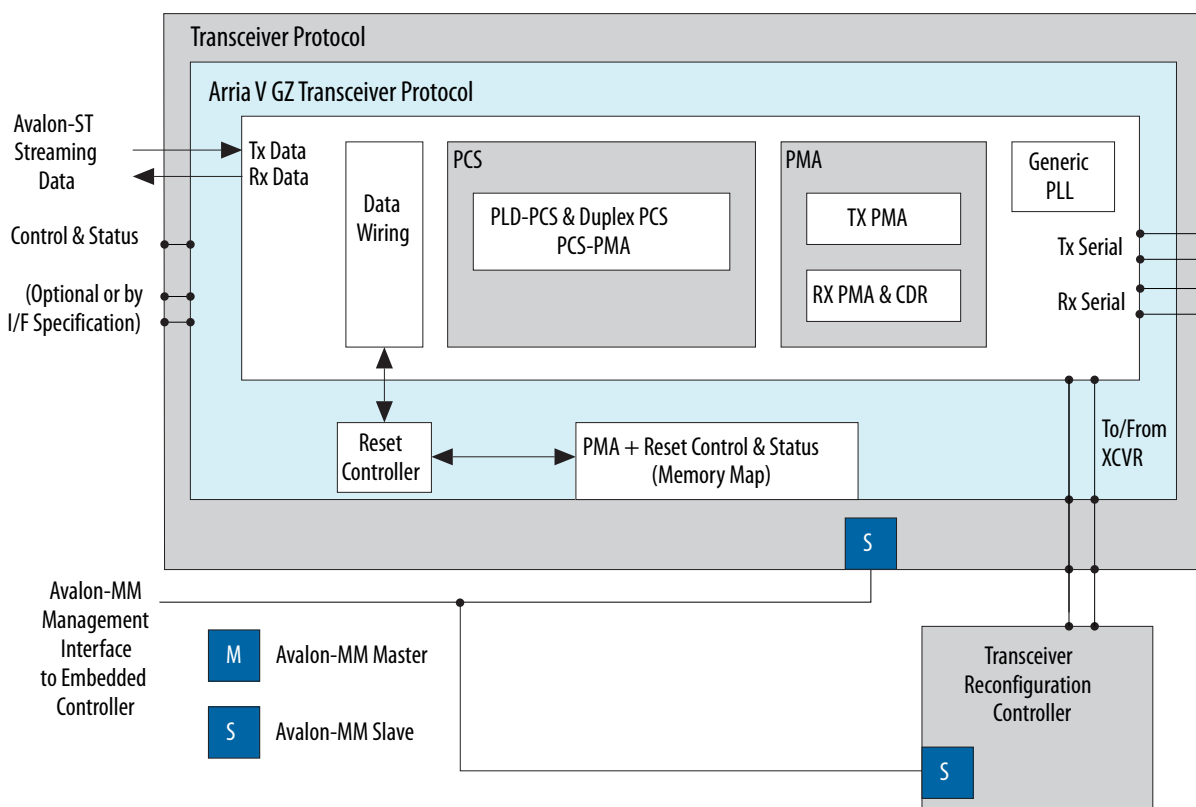 Transceiver Protocol
Arria V GZ Transceiver Protocol
Avalon-ST
Streaming
Data
Tx Data
Rx Data
Data
Wiring
PCS
PLD-PCS & Duplex PCS
PCS-PMA
PMA
TX PMA
RX PMA & CDR
Generic
PLL
Tx Serial
Rx Serial
Control & Status
(Optional or by
I/F Specification)
Reset
Controller
PMA + Reset Control & Status
(Memory Map)
To/From
XCVR
S
Avalon-MM
Management
Interface
to Embedded
Controller
M
Avalon-MM Master
S
Avalon-MM Slave
Transceiver
Reconfiguration
Controller
S